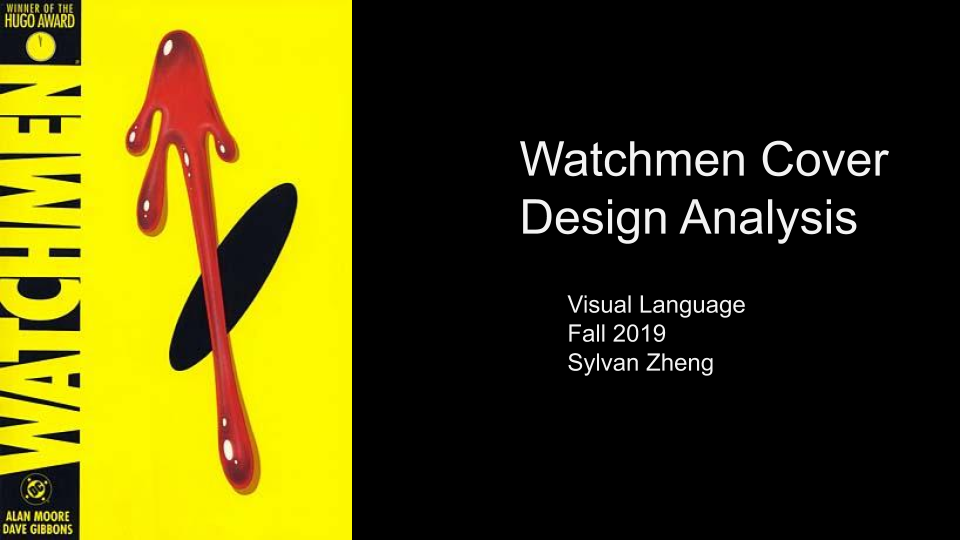 WINNER OF THE
HUGO AWARD
WATCHMEN
DC
ALAN MOORE
DAVE GIBBONS
Watchmen Cover
Design Analysis
Visual Language
Fall 2019
Sylvan Zheng